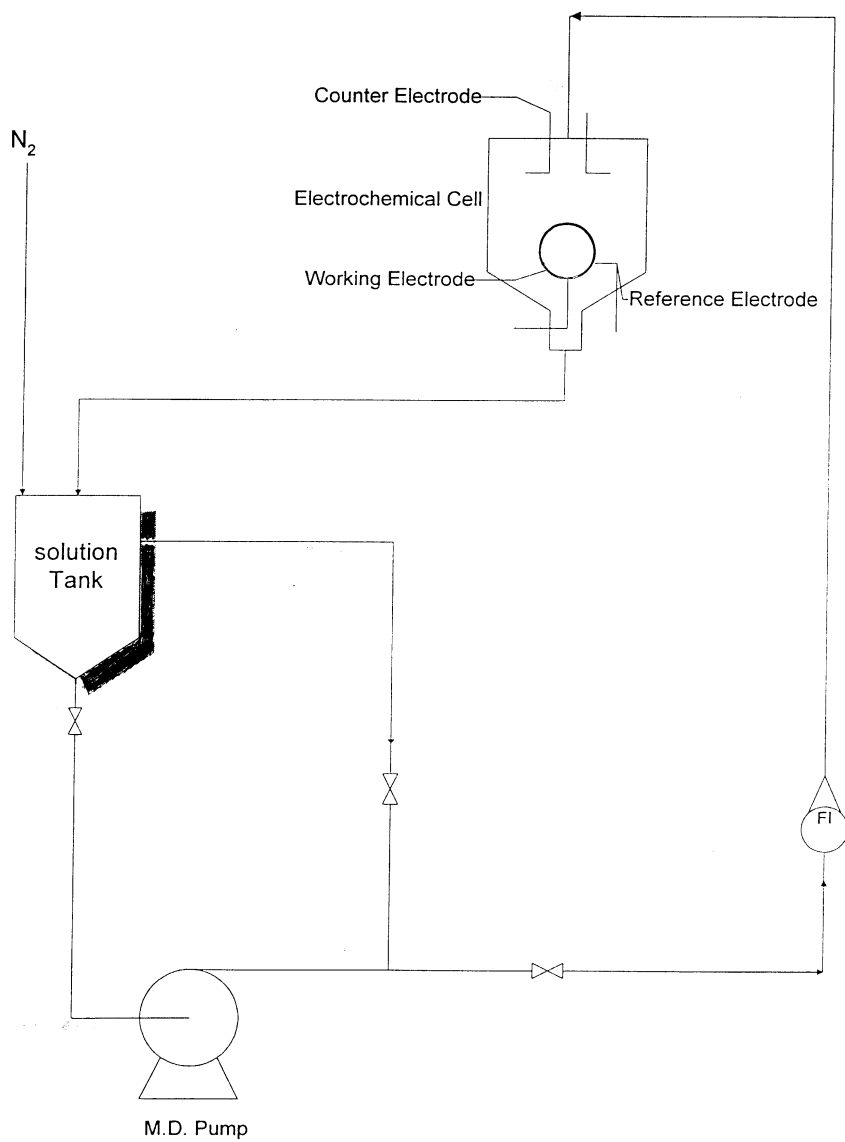 Counter Electrode
N2
Electrochemical Cell
Working Electrode
Reference Electrode
solution
Tank
FI
M.D. Pump